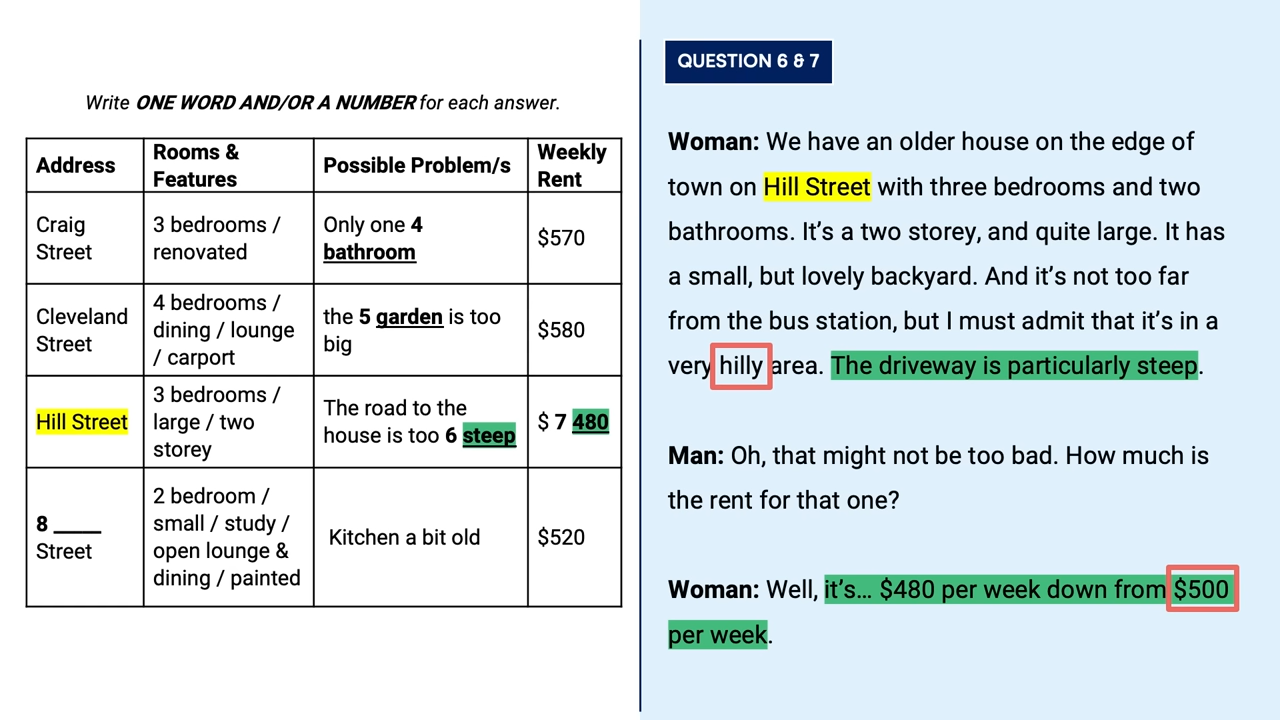 Write ONE WORD AND/OR A NUMBER for each answer.
Address
Rooms &
Features
Possible Problem/s
Weekly
Rent
Craig
Street
3 bedrooms /
renovated
Only one 4
bathroom
$570
Cleveland
Street
4 bedrooms /
dining / lounge
/ carport
the 5 garden is too
big
$580
Hill Street
3 bedrooms /
large / two
storey
The road to the
house is too 6 steep
$ 7 480
8 _____
Street
2 bedroom /
small / study /
open lounge &
dining / painted
Kitchen a bit old
$520
QUESTION 6 & 7
Woman: We have an older house on the edge of
town on Hill Street with three bedrooms and two
bathrooms. It’s a two storey, and quite large. It has
a small, but lovely backyard. And it’s not too far
from the bus station, but I must admit that it’s in a
very hilly area. The driveway is particularly steep.
Man: Oh, that might not be too bad. How much is
the rent for that one?
Woman: Well, it’s... $480 per week down from $500
per week.